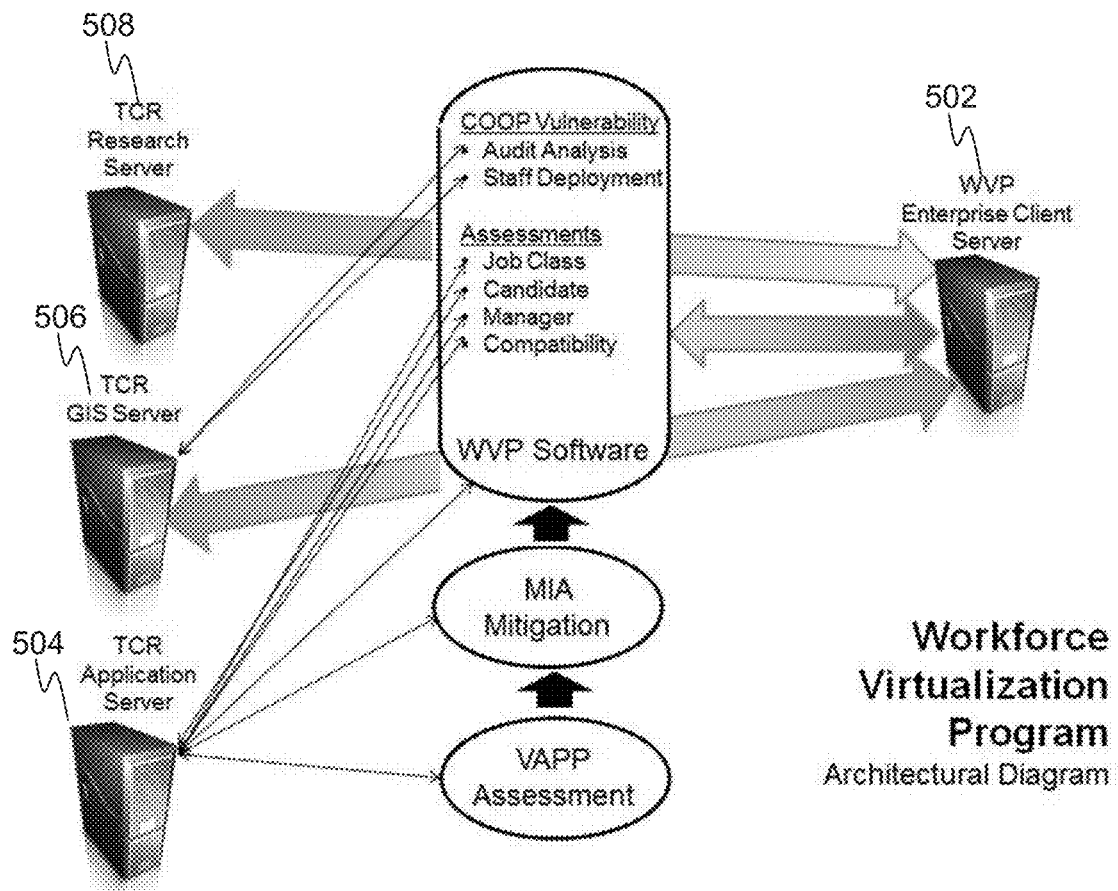 508
TCR
Research
Server
COOP Vulnerability
Audit Analysis
Staff Deployment
Assessments
Job Class
Candidate
Manager
Compatibility
WVP Software
502
WVP
Enterprise Client
Server
506
TCR
GIS Server
504
TCR
Application
Server
MIA
Mitigation
VAPP
Assessment
Workforce
Virtualization
Program
Architectural Diagram